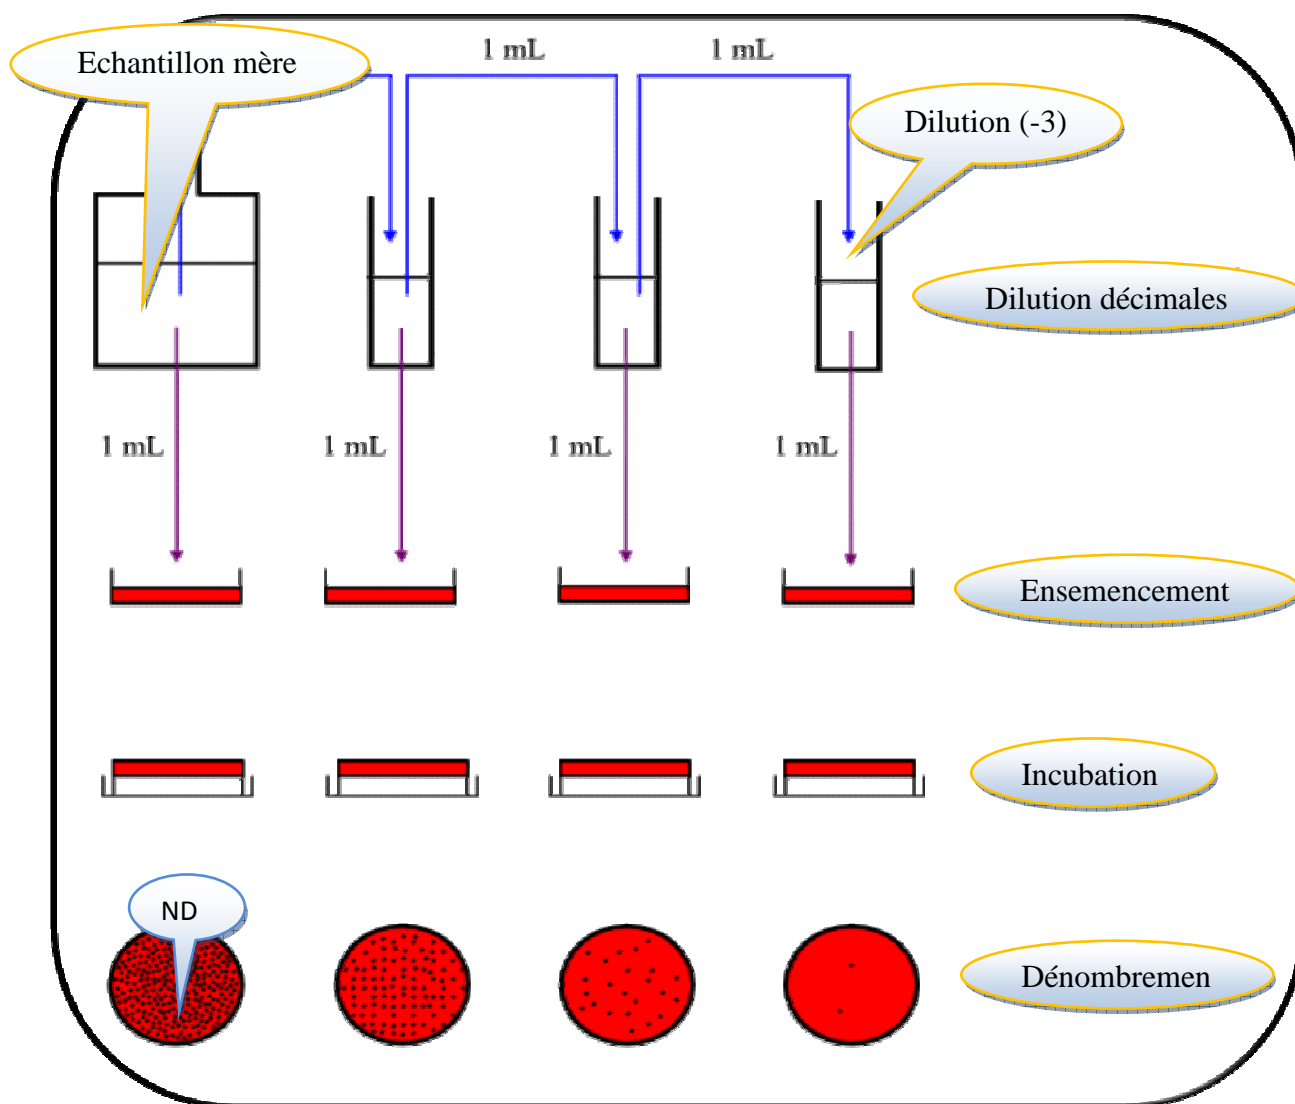 1 mL
1 mL
Echantillon mère
Dilution (-3)
Dilution décimales
1 mL
1 mL
1 mL
1 mL
Ensemencement
Incubation
ND
Dénombremen